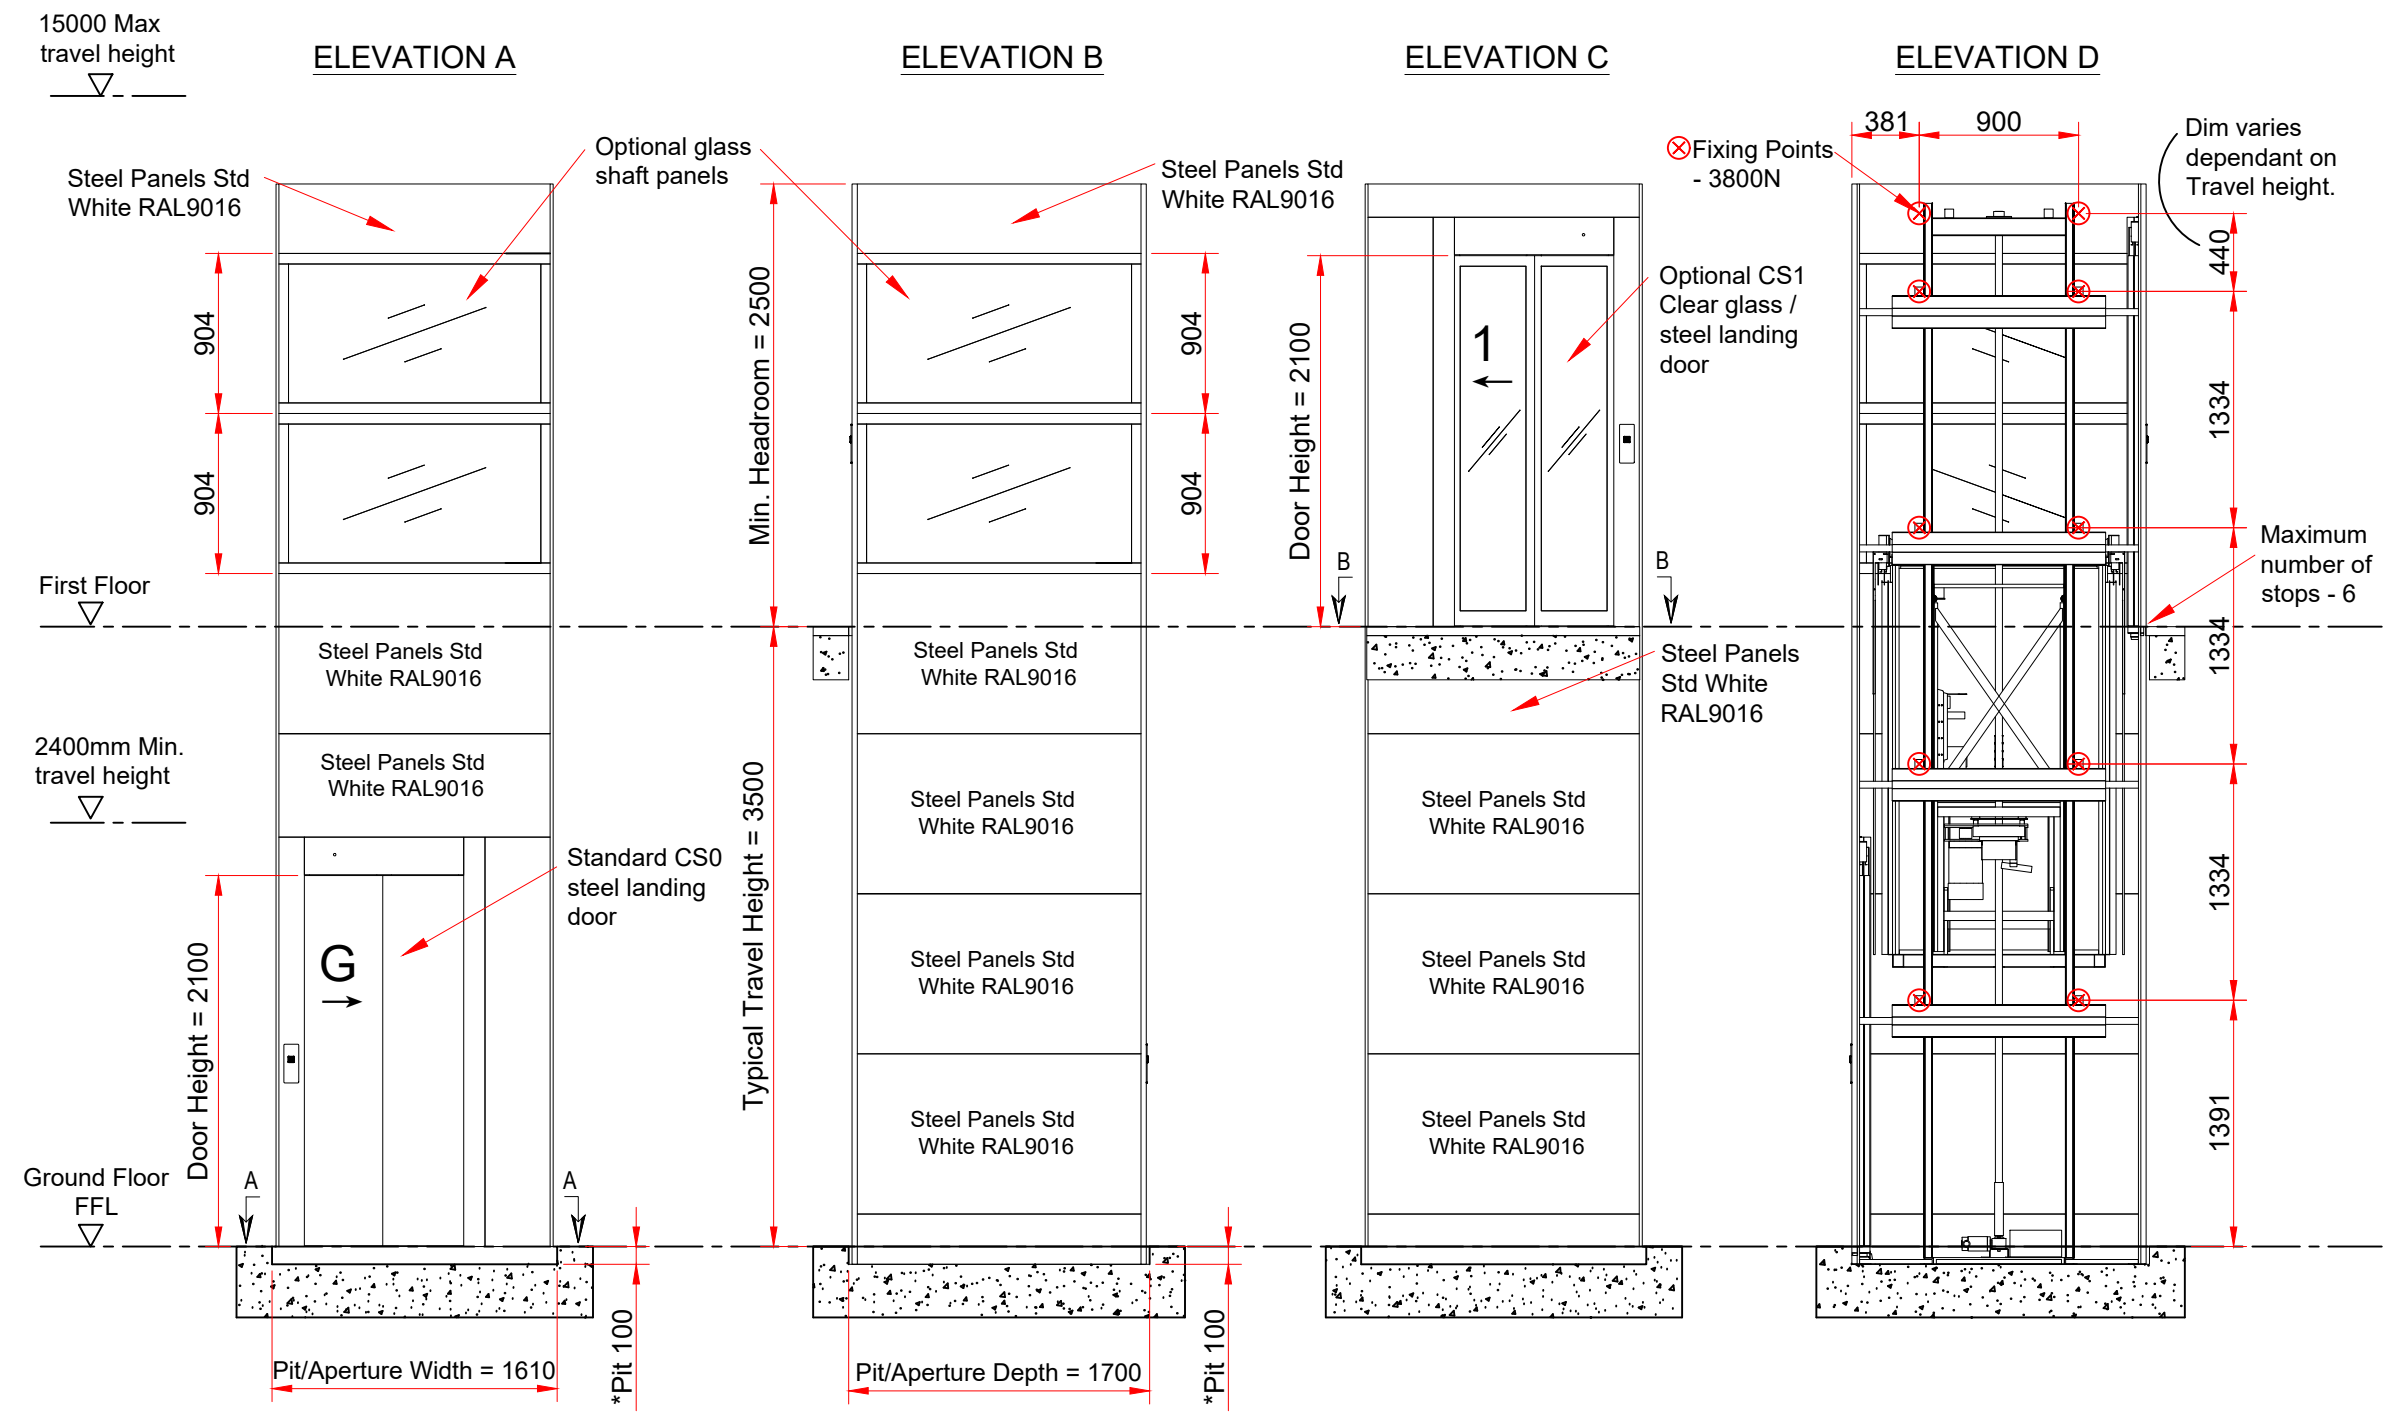 15000 Max
travel height
ELEVATION A
ELEVATION B
ELEVATION C
ELEVATION D
Steel Panels Std
White RAL9016
Optional glass
shaft panels
Steel Panels Std
White RAL9016
381
900
Fixing Points
- 3800N
Dim varies
dependant on
Travel height.
904
904
Min. Headroom = 2500
904
904
Door Height = 2100
1
Optional CS1
Clear glass /
steel landing
door
440
1334
1334
1334
1391
Maximum
number of
stops - 6
First Floor
B
B
Steel Panels Std
White RAL9016
Steel Panels Std
White RAL9016
Steel Panels
Std White
RAL9016
2400mm Min.
travel height
Steel Panels Std
White RAL9016
Typical Travel Height = 3500
Steel Panels Std
White RAL9016
Steel Panels Std
White RAL9016
Standard CS0
steel landing
door
Door Height = 2100
G
Steel Panels Std
White RAL9016
Steel Panels Std
White RAL9016
Steel Panels Std
White RAL9016
Steel Panels Std
White RAL9016
Ground Floor
FFL
A
A
*Pit 100
*Pit 100
Pit/Aperture Width = 1610
Pit/Aperture Depth = 1700